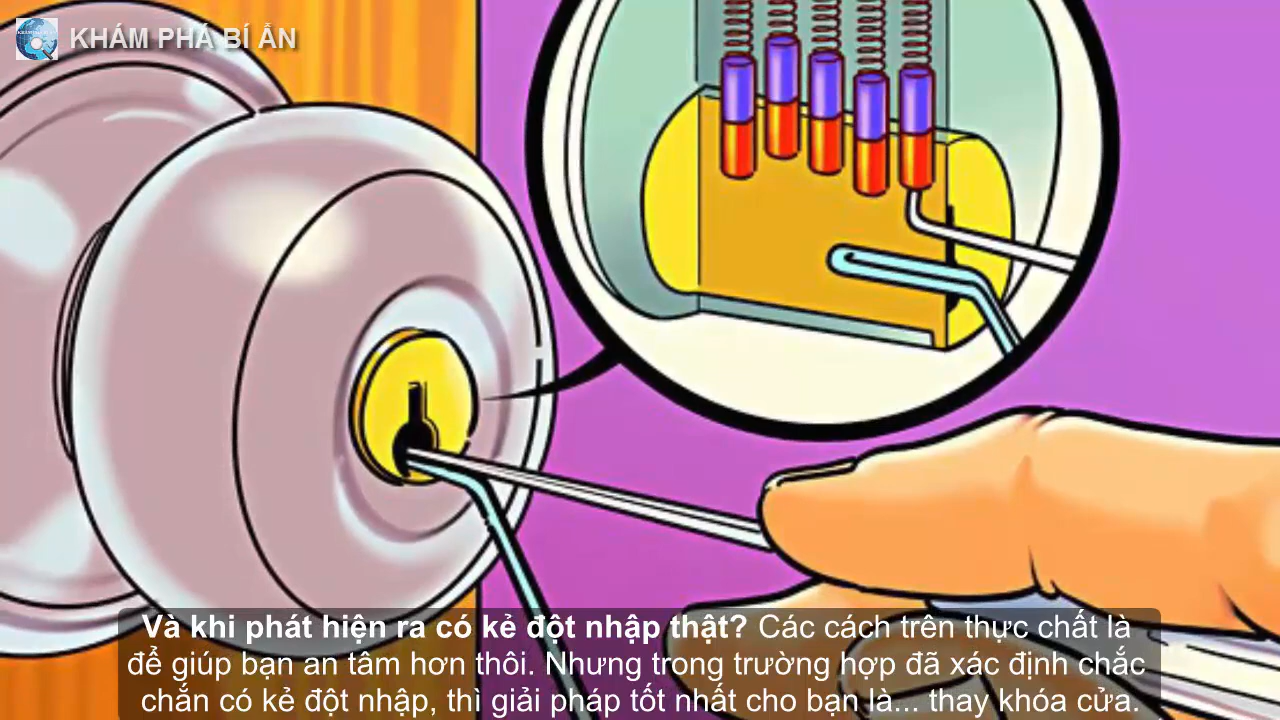 KHÁM PHÁ BÍ ẨN
Và khi phát hiện ra có kẻ đột nhập thật? Các cách trên thực chất là
để giúp bạn an tâm hơn thôi. Nhưng trong trường hợp đã xác định chắc
chắn có kẻ đột nhập, thì giải pháp tốt nhất cho bạn là... thay khóa cửa.